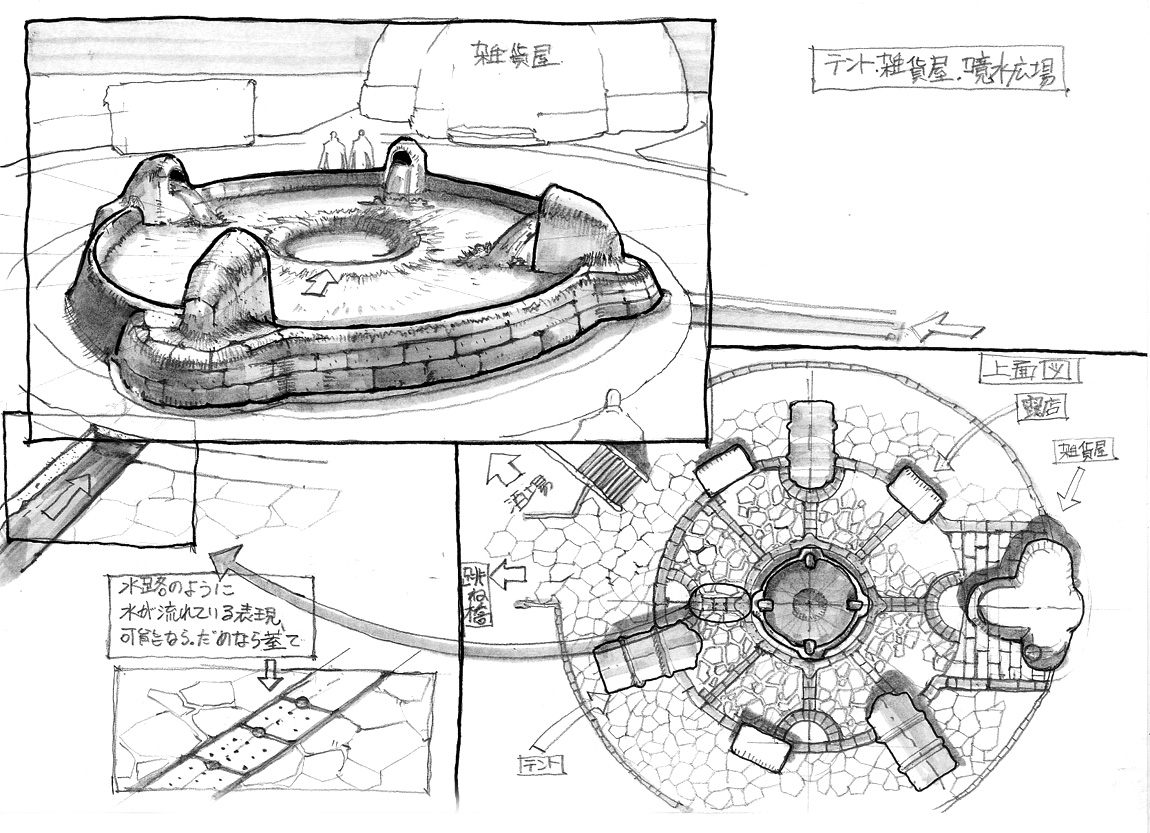 雑貨屋
テント.雑貨屋.噴水広場
上面図
露店
雑貨屋
酒場
跳ね橋
水路のように
水が流れている表現、
可能なら、だめなら蓋で
テント